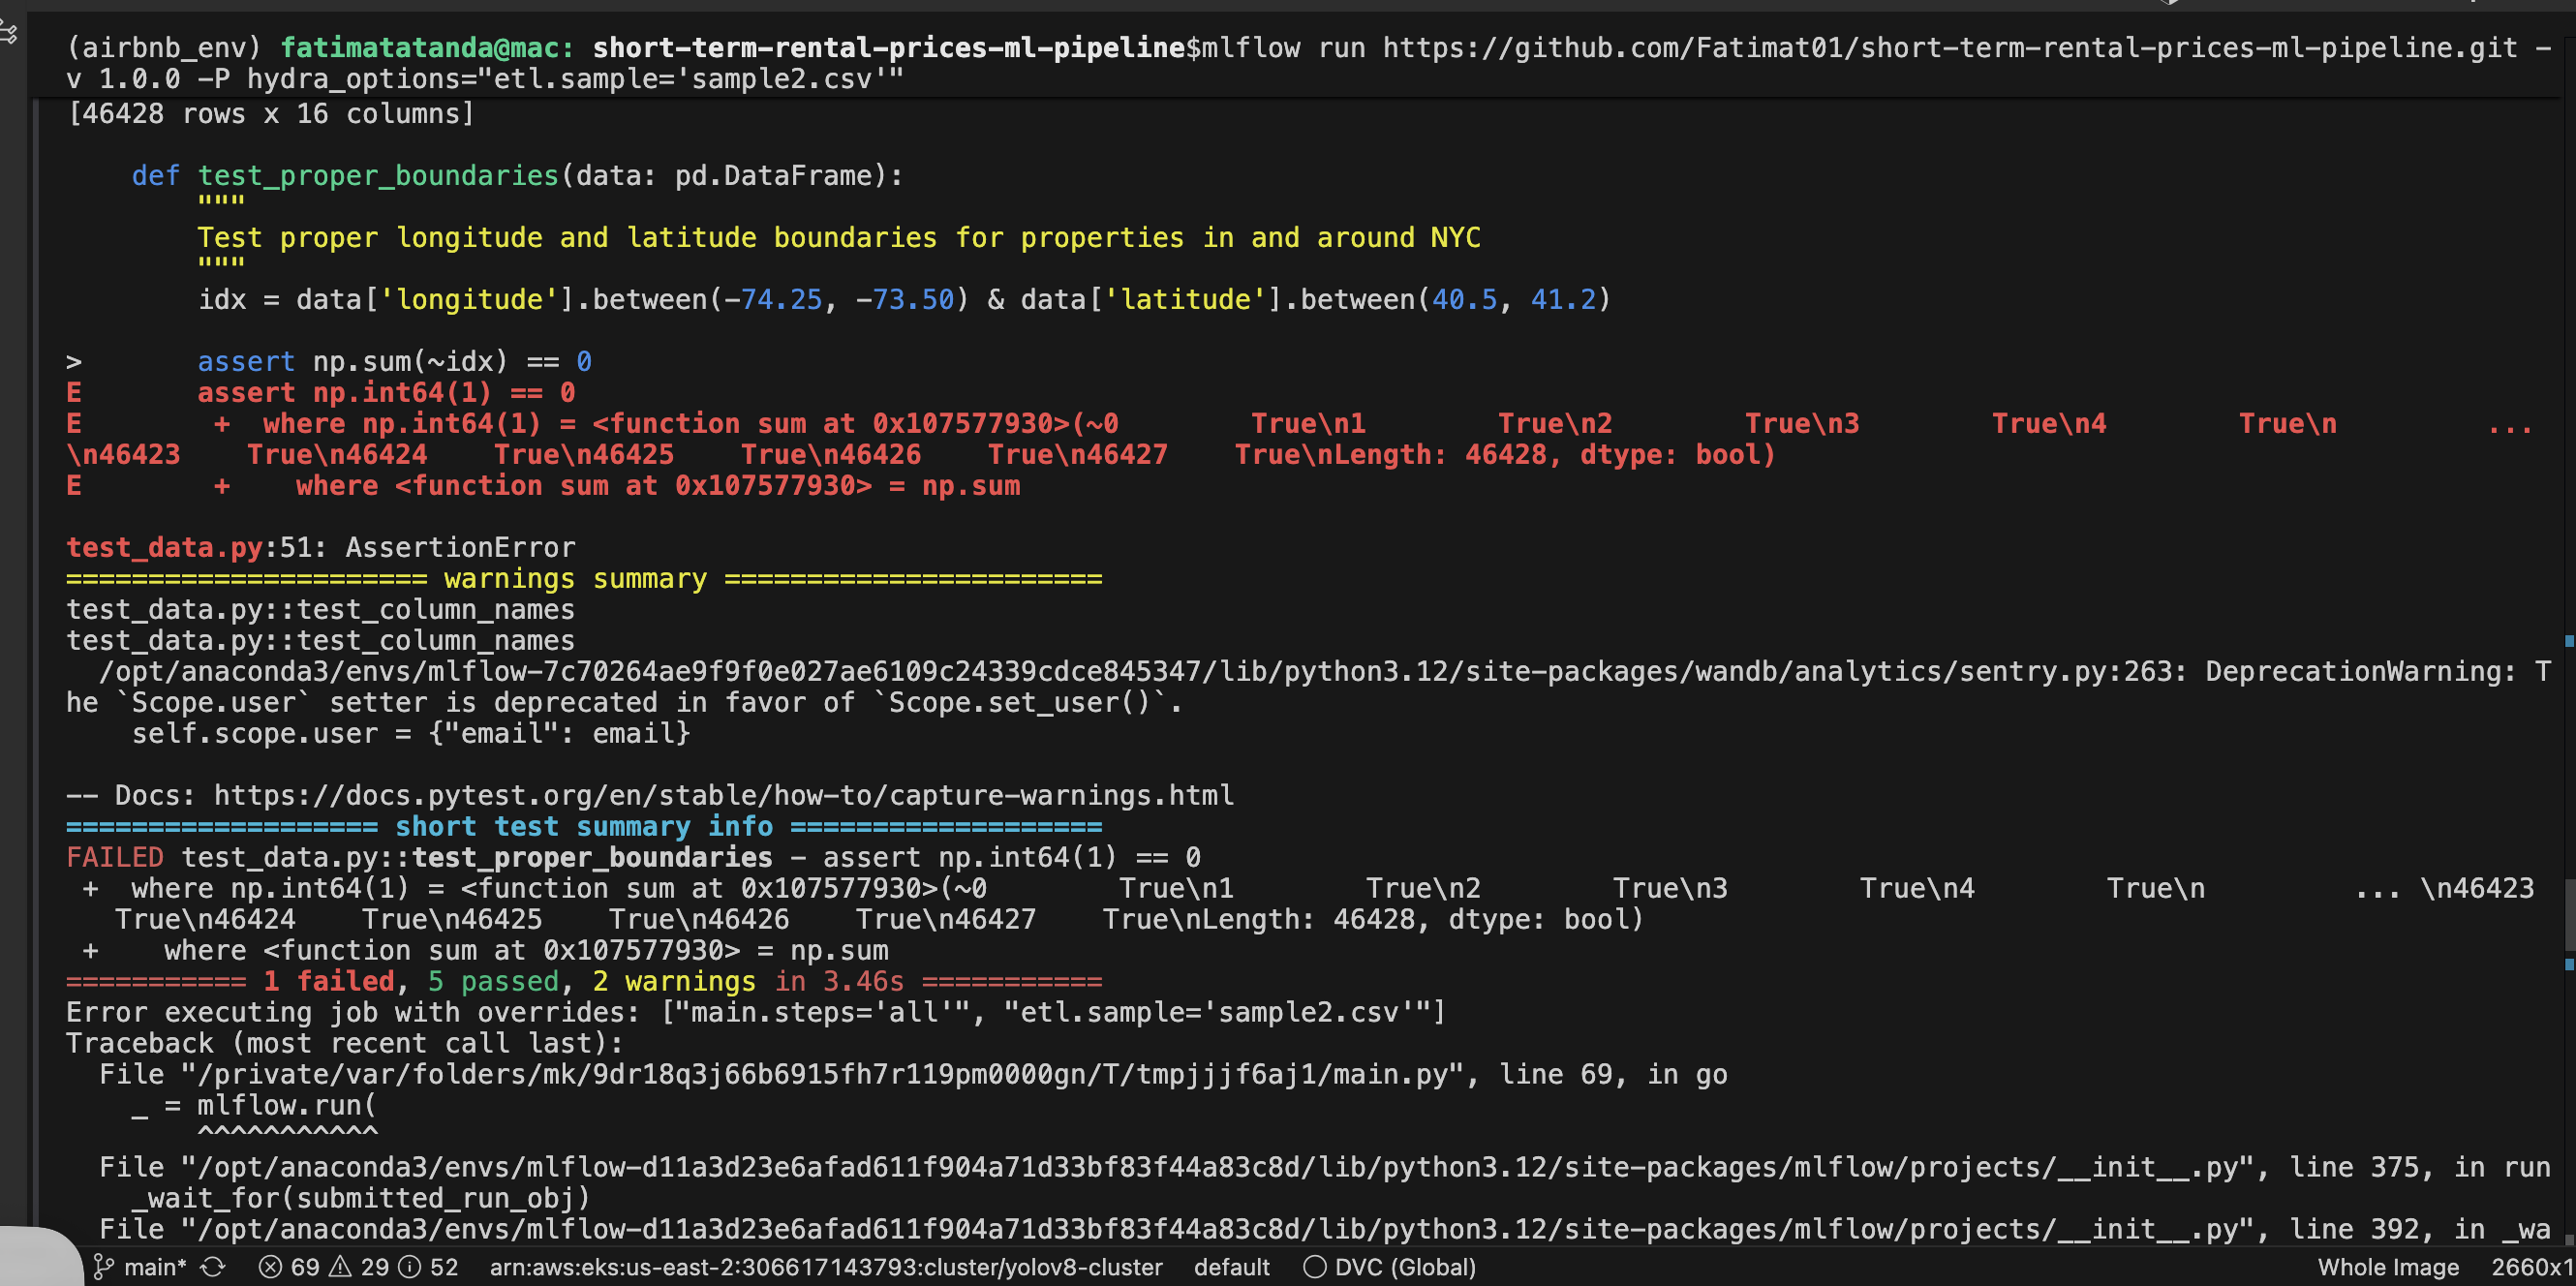 (airbnb_env) fatimatatanda@mac: short-term-rental-prices-ml-pipeline$mlflow run https://github.com/Fatimat01/short-term-rental-prices-ml-pipeline.git -
v 1.0.0 -P hydra_options="etl.sample='sample2.csv'"
[46428 rows x 16 columns]
def test_proper_boundaries(data: pd.DataFrame):
"""
Test proper longitude and latitude boundaries for properties in and around NYC
"""
idx = data['longitude'].between(-74.25, -73.50) & data['latitude'].between(40.5, 41.2)
> assert np.sum(~idx) == 0
E assert np.int64(1) == 0
E + where np.int64(1) = <function sum at 0x107577930>(~0 True\n1 True\n2 True\n3 True\n4 True\n ...
\n46423 True\n46424 True\n46425 True\n46426 True\n46427 True\nLength: 46428, dtype: bool)
E + where <function sum at 0x107577930> = np.sum
test_data.py:51: AssertionError
====================== warnings summary =======================
test_data.py::test_column_names
test_data.py::test_column_names
/opt/anaconda3/envs/mlflow-7c70264ae9f9f0e027ae6109c24339cdce845347/lib/python3.12/site-packages/wandb/analytics/sentry.py:263: DeprecationWarning: T
he `Scope.user` setter is deprecated in favor of `Scope.set_user()`.
self.scope.user = {"email": email}
-- Docs: https://docs.pytest.org/en/stable/how-to/capture-warnings.html
=================== short test summary info ===================
FAILED test_data.py::test_proper_boundaries - assert np.int64(1) == 0
+ where np.int64(1) = <function sum at 0x107577930>(~0 True\n1 True\n2 True\n3 True\n4 True\n ... \n46423
True\n46424 True\n46425 True\n46426 True\n46427 True\nLength: 46428, dtype: bool)
+ where <function sum at 0x107577930> = np.sum
=========== 1 failed, 5 passed, 2 warnings in 3.46s ===========
Error executing job with overrides: ["main.steps='all'", "etl.sample='sample2.csv'"]
Traceback (most recent call last):
File "/private/var/folders/mk/9dr18q3j66b6915fh7r119pm0000gn/T/tmpjjjf6aj1/main.py", line 69, in go
_ = mlflow.run(
^^^^^^^^^^^
File "/opt/anaconda3/envs/mlflow-d11a3d23e6afad611f904a71d33bf83f44a83c8d/lib/python3.12/site-packages/mlflow/projects/__init__.py", line 375, in run
_wait_for(submitted_run_obj)
File "/opt/anaconda3/envs/mlflow-d11a3d23e6afad611f904a71d33bf83f44a83c8d/lib/python3.12/site-packages/mlflow/projects/__init__.py", line 392, in _wa
main* 69 29 52 arn:aws:eks:us-east-2:306617143793:cluster/yolov8-cluster default DVC (Global) Whole Image 2660x1